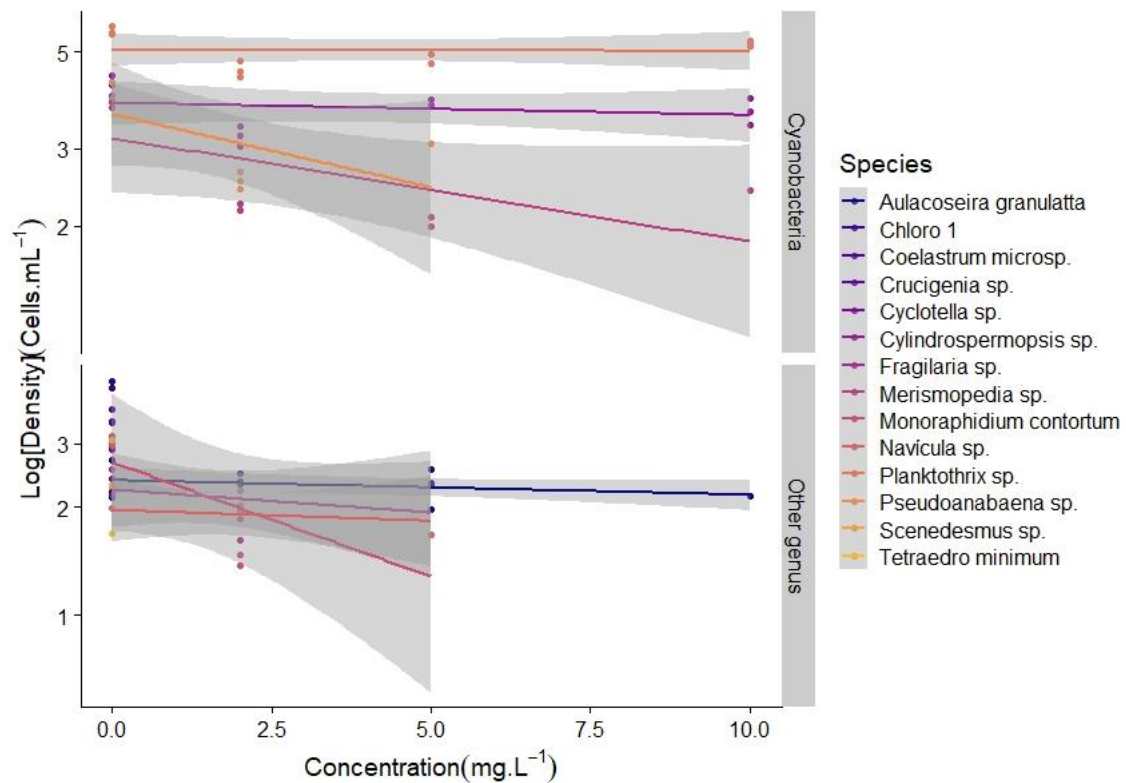 Log[Density](Cells.mL⁻¹)
5
3
2
Cyanobacteria
3
2
1
Other genus
0.0 2.5 5.0 7.5 10.0
Concentration(mg.L⁻¹)
Species
Aulacoseira granulatta
Chloro 1
Coelastrum microsp.
Crucigenia sp.
Cyclotella sp.
Cylindrospermopsis sp.
Fragilaria sp.
Merismopedia sp.
Monoraphidium contortum
Navícula sp.
Planktothrix sp.
Pseudoanabaena sp.
Scenedesmus sp.
Tetraedro minimum